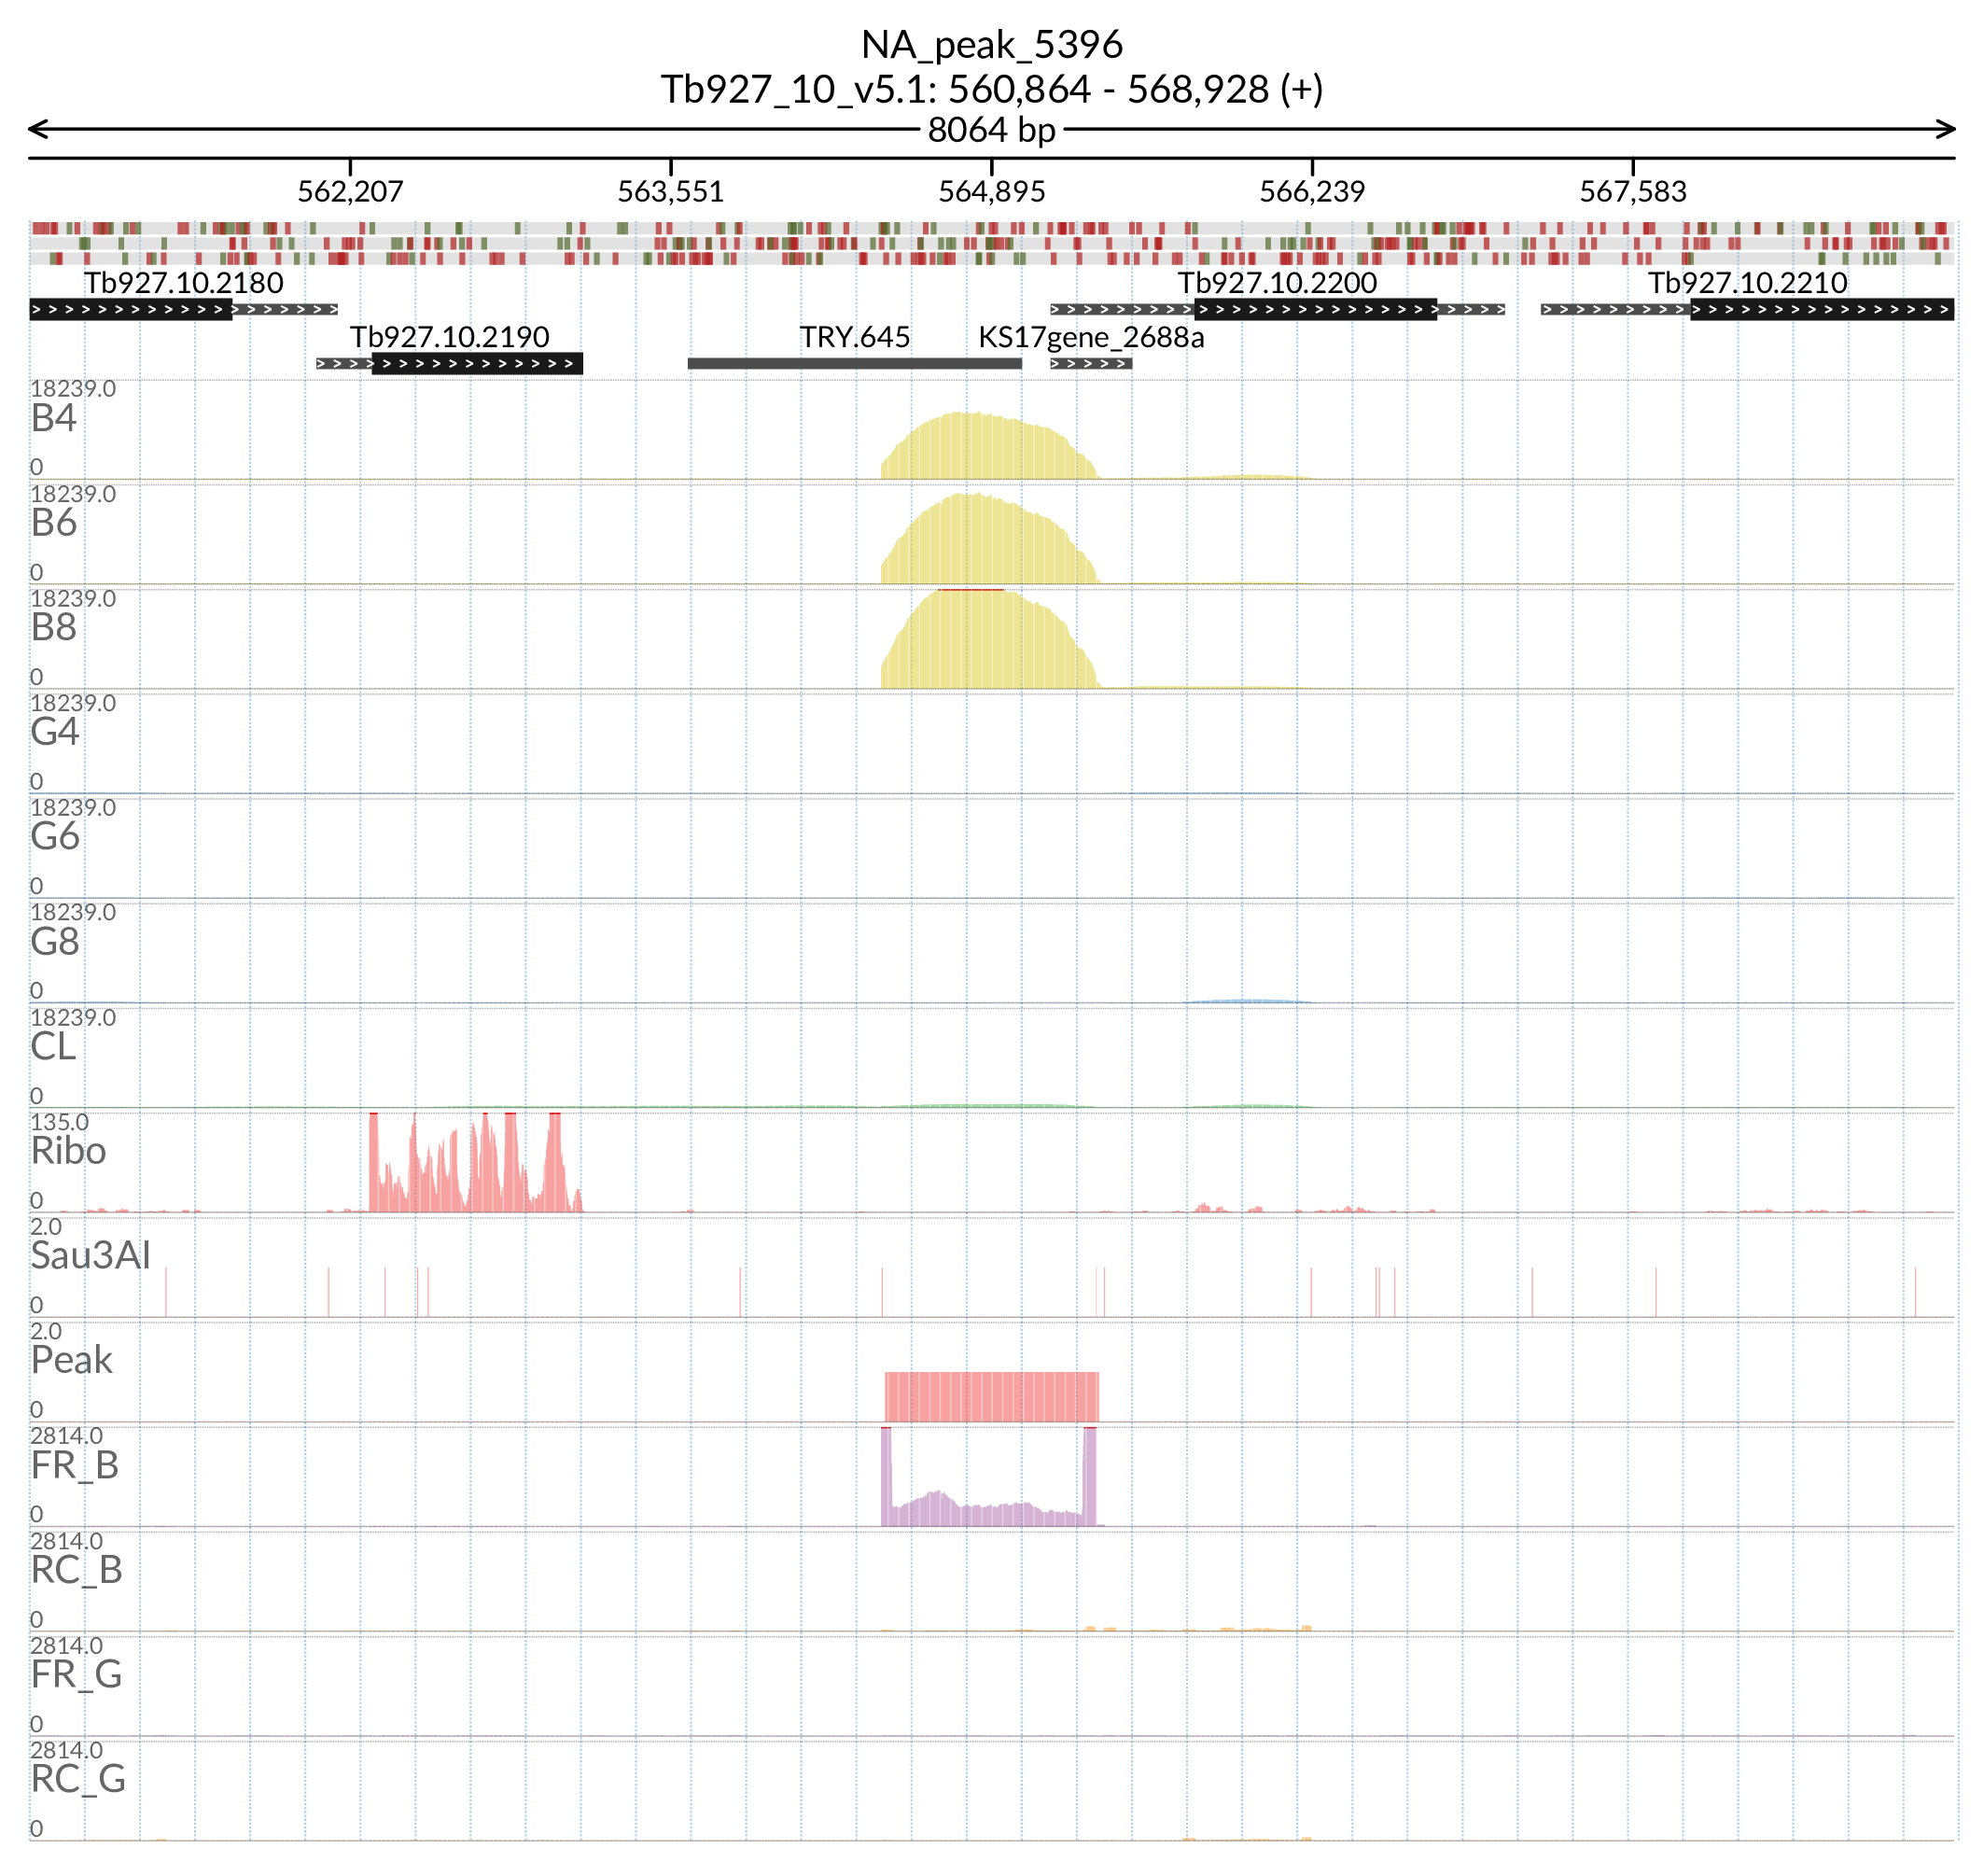 NA_peak_5396
Tb927_10_v5.1: 560,864 - 568,928 (+)
8064 bp
562,207 563,551 564,895 566,239 567,583
Tb927.10.2180 Tb927.10.2200 Tb927.10.2210
Tb927.10.2190 TRY.645 KS17gene_2688a
18239.0
B4
0
18239.0
B6
0
18239.0
B8
0
18239.0
G4
0
18239.0
G6
0
18239.0
G8
0
18239.0
CL
0
135.0
Ribo
0
2.0
Sau3AI
0
2.0
Peak
0
2814.0
FR_B
0
2814.0
RC_B
0
2814.0
FR_G
0
2814.0
RC_G
0